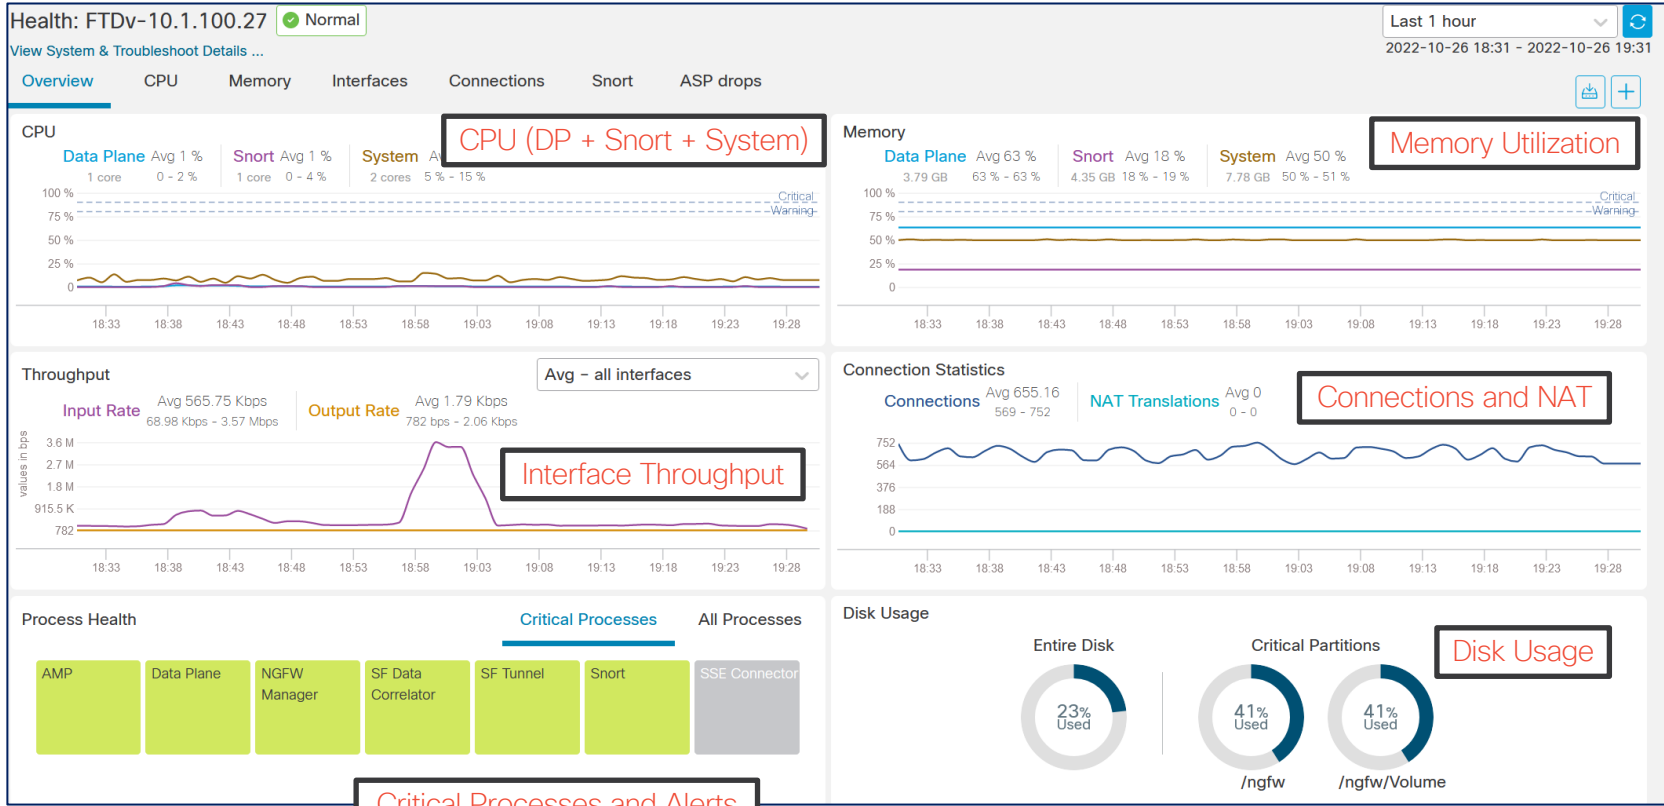 Health: FTDv-10.1.100.27 Normal
Last 1 hour
View System & Troubleshoot Details ...
2022-10-26 18:31 - 2022-10-26 19:31
Overview CPU Memory Interfaces Connections Snort ASP drops
CPU
CPU (DP + Snort + System)
Data Plane Avg 1 % Snort Avg 1 % System
1 core 0 - 2 % 1 core 0 - 4 % 2 cores 5 % - 15 %
100 %
Critical
Warning
75 %
50 %
25 %
0
18:33 18:38 18:43 18:48 18:53 18:58 19:03 19:08 19:13 19:18 19:23 19:28
Memory
Memory Utilization
Data Plane Avg 63 % Snort Avg 18 % System Avg 50 %
3.79 GB 63 % - 63 % 4.35 GB 18 % - 19 % 7.78 GB 50 % - 51 %
100 %
Critical
Warning
75 %
50 %
25 %
0
18:33 18:38 18:43 18:48 18:53 18:58 19:03 19:08 19:13 19:18 19:23 19:28
Throughput
Avg - all interfaces
Input Rate Avg 565.75 Kbps Output Rate Avg 1.79 Kbps
68.98 Kbps - 3.57 Mbps 782 bps - 2.06 Kbps
values in bps
3.6 M
2.7 M
1.8 M
915.5 K
782
Interface Throughput
18:33 18:38 18:43 18:48 18:53 18:58 19:03 19:08 19:13 19:18 19:23 19:28
Connection Statistics
Connections and NAT
Connections Avg 655.16 NAT Translations Avg 0
569 - 752 0 - 0
752
564
376
188
0
18:33 18:38 18:43 18:48 18:53 18:58 19:03 19:08 19:13 19:18 19:23 19:28
Process Health
Critical Processes All Processes
AMP
Data Plane
NGFW
Manager
SF Data
Correlator
SF Tunnel
Snort
SSE Connector
Critical Processes and Alerts
Disk Usage
Disk Usage
Entire Disk Critical Partitions
23%
Used
41%
Used
41%
Used
/ngfw /ngfw/Volume